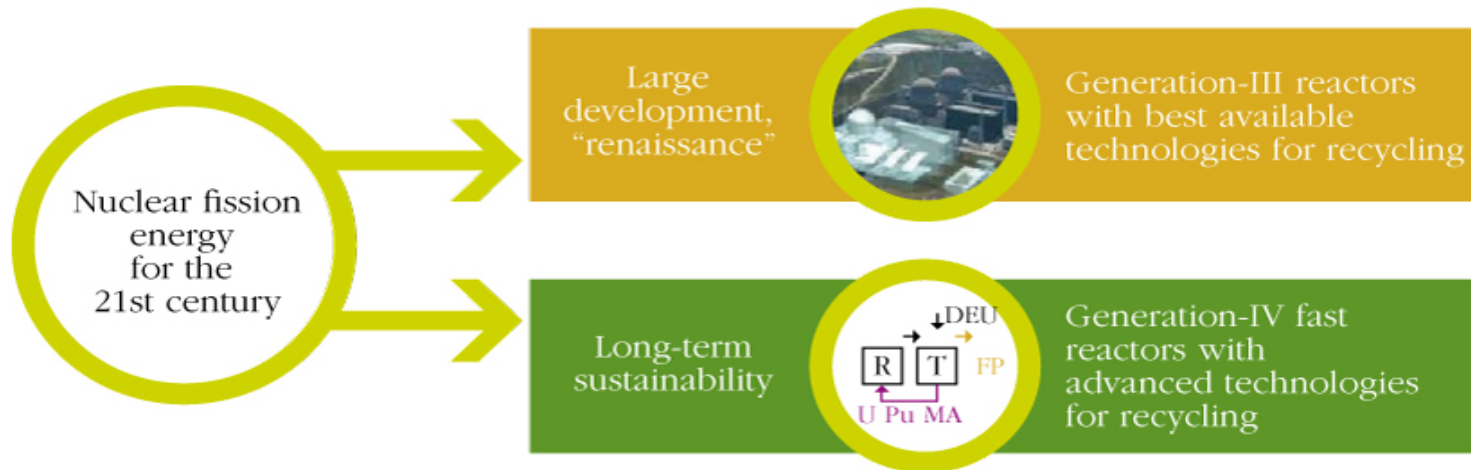 Nuclear fission
energy
for the
21st century
Large
development,
“renaissance”
Generation-III reactors
with best available
technologies for recycling
Long-term
sustainability
DEU
R T FP
U Pu MA
Generation-IV fast
reactors with
advanced technologies
for recycling